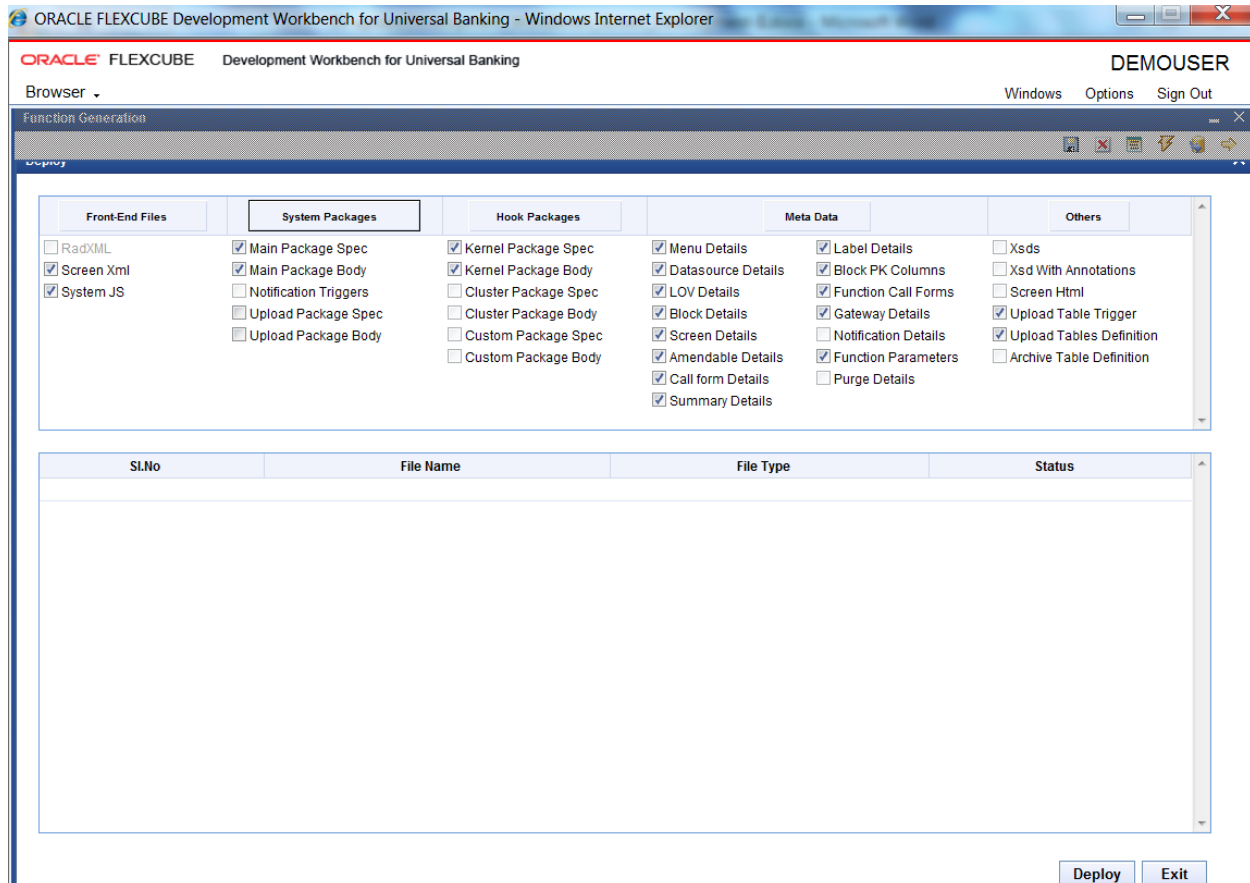 ORACLE FLEXCUBE Development Workbench for Universal Banking - Windows Internet Explorer
ORACLE FLEXCUBE Development Workbench for Universal Banking
DEMOUSER
Browser
Windows Options Sign Out
Function Generation
Deploy
Front-End Files System Packages Hook Packages Meta Data Others
RadXML Main Package Spec Kernel Package Spec Menu Details Label Details Xsds
Screen Xml Main Package Body Kernel Package Body Datasource Details Block PK Columns Xsd With Annotations
System JS Notification Triggers Cluster Package Spec LOV Details Function Call Forms Screen Html
Upload Package Spec Cluster Package Body Block Details Gateway Details Upload Table Trigger
Upload Package Body Custom Package Spec Screen Details Notification Details Upload Tables Definition
Custom Package Body Amendable Details Function Parameters Archive Table Definition
Call form Details Purge Details
Summary Details
Sl.No File Name File Type Status
Deploy Exit